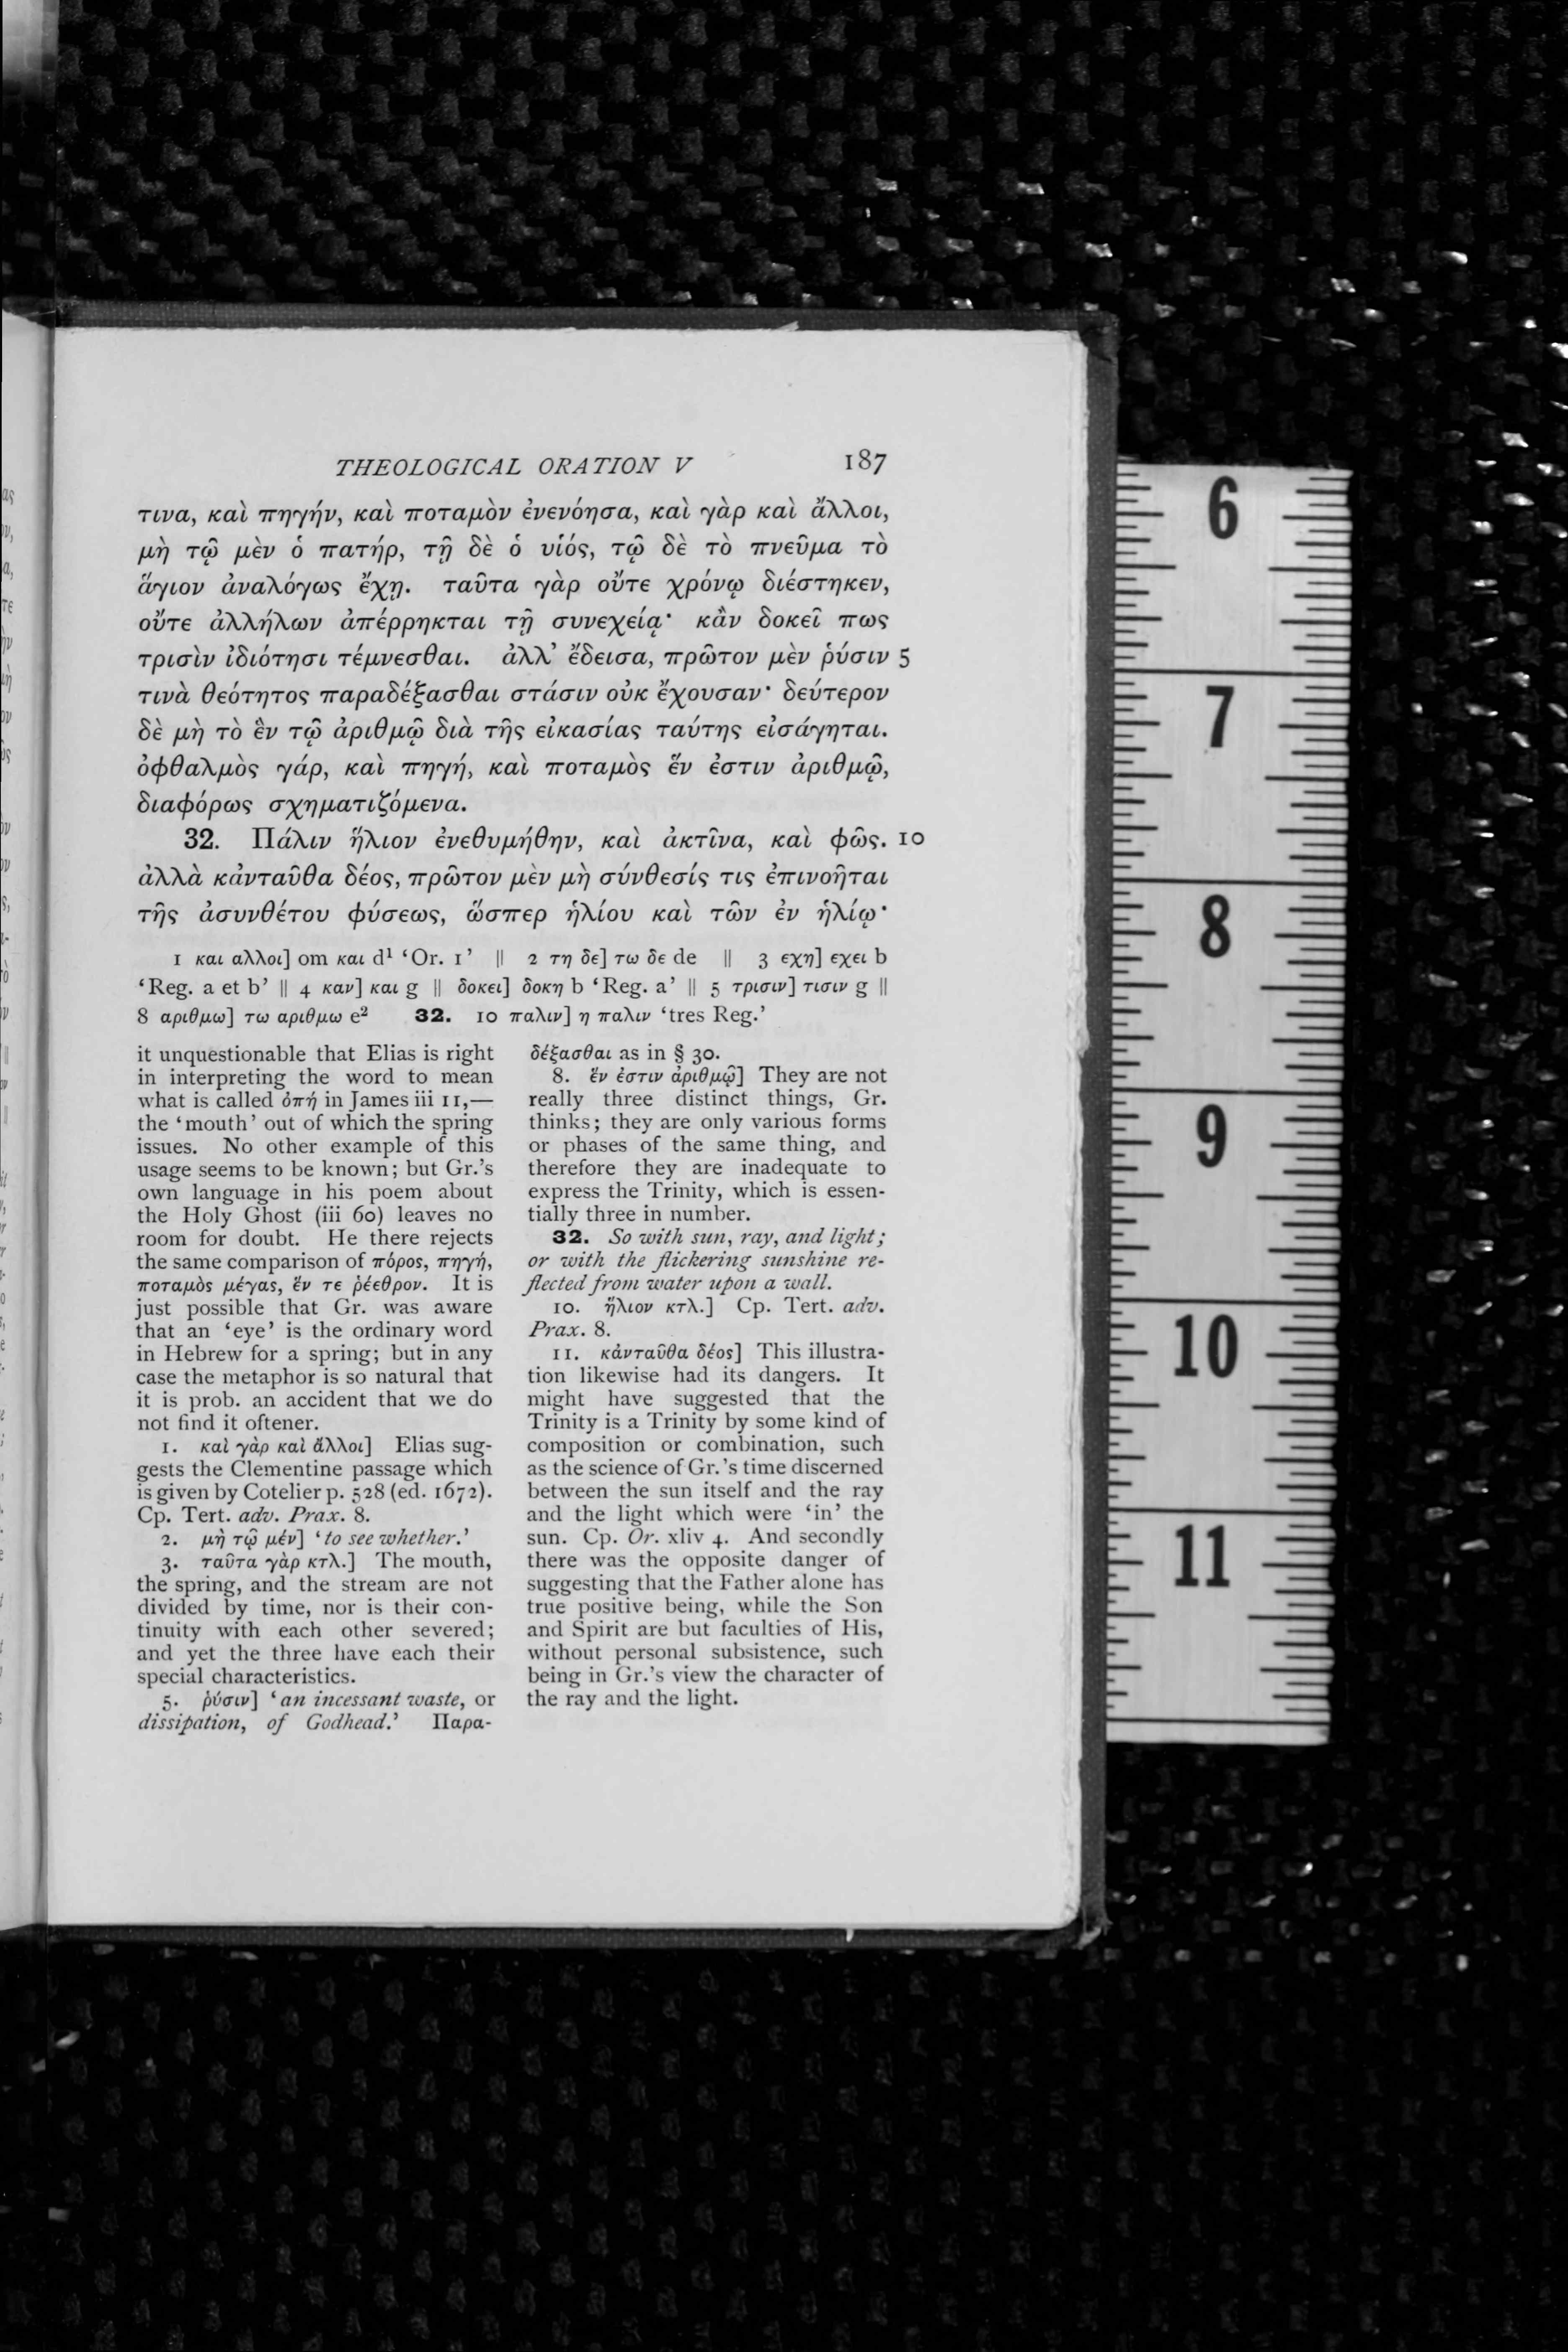 THEOLOGICAL ORATION V 187
τινα, καὶ πηγήν, καὶ ποταμὸν ἐνενόησα, καὶ γὰρ καὶ ἄλλοι,
μὴ τῷ μὲν ὁ πατήρ, τῇ δὲ ὁ υἱός, τῷ δὲ τὸ πνεῦμα τὸ
ἅγιον ἀναλόγως ἔχῃ. ταῦτα γὰρ οὔτε χρόνῳ διέστηκεν,
οὔτε ἀλλήλων ἀπέρρηκται τῇ συνεχείᾳ· κἂν δοκεῖ πως
τρισὶν ἰδιότησι τέμνεσθαι. ἀλλ’ ἔδεισα, πρῶτον μὲν ῥύσιν 5
τινὰ θεότητος παραδέξασθαι στάσιν οὐκ ἔχουσαν· δεύτερον
δὲ μὴ τὸ ἓν τῷ ἀριθμῷ διὰ τῆς εἰκασίας ταύτης εἰσάγηται.
ὀφθαλμὸς γάρ, καὶ πηγή, καὶ ποταμὸς ἕν ἐστιν ἀριθμῷ,
διαφόρως σχηματιζόμενα.
32. Πάλιν ἥλιον ἐνεθυμήθην, καὶ ἀκτῖνα, καὶ φῶς. 10
ἀλλὰ κἀνταῦθα δέος, πρῶτον μὲν μὴ σύνθεσίς τις ἐπινοῆται
τῆς ἀσυνθέτου φύσεως, ὥσπερ ἡλίου καὶ τῶν ἐν ἡλίῳ·
1 και αλλοι] om και d¹ ‘Or. 1’ || 2 τη δε] τω δε de || 3 εχη] εχει b
‘Reg. a et b’ || 4 καν] και g || δοκει] δοκη b ‘Reg. a’ || 5 τρισιν] τισιν g ||
8 αριθμω] τω αριθμω e² 32. 10 παλιν] η παλιν ‘tres Reg.’
it unquestionable that Elias is right
in interpreting the word to mean
what is called ὀπή in James iii 11,—
the ‘mouth’ out of which the spring
issues. No other example of this
usage seems to be known; but Gr.’s
own language in his poem about
the Holy Ghost (iii 60) leaves no
room for doubt. He there rejects
the same comparison of πόρος, πηγή,
ποταμὸς μέγας, ἕν τε ῥέεθρον. It is
just possible that Gr. was aware
that an ‘eye’ is the ordinary word
in Hebrew for a spring; but in any
case the metaphor is so natural that
it is prob. an accident that we do
not find it oftener.
1. καὶ γὰρ καὶ ἄλλοι] Elias sug-
gests the Clementine passage which
is given by Cotelier p. 528 (ed. 1672).
Cp. Tert. adv. Prax. 8.
2. μὴ τῷ μέν] ‘to see whether.’
3. ταῦτα γὰρ κτλ.] The mouth,
the spring, and the stream are not
divided by time, nor is their con-
tinuity with each other severed;
and yet the three have each their
special characteristics.
5. ῥύσιν] ‘an incessant waste, or
dissipation, of Godhead.’ Παρα-
δέξασθαι as in § 30.
8. ἕν ἐστιν ἀριθμῷ] They are not
really three distinct things, Gr.
thinks; they are only various forms
or phases of the same thing, and
therefore they are inadequate to
express the Trinity, which is essen-
tially three in number.
32. So with sun, ray, and light;
or with the flickering sunshine re-
flected from water upon a wall.
10. ἥλιον κτλ.] Cp. Tert. adv.
Prax. 8.
11. κἀνταῦθα δέος] This illustra-
tion likewise had its dangers. It
might have suggested that the
Trinity is a Trinity by some kind of
composition or combination, such
as the science of Gr.’s time discerned
between the sun itself and the ray
and the light which were ‘in’ the
sun. Cp. Or. xliv 4. And secondly
there was the opposite danger of
suggesting that the Father alone has
true positive being, while the Son
and Spirit are but faculties of His,
without personal subsistence, such
being in Gr.’s view the character of
the ray and the light.
6
7
8
9
10
11